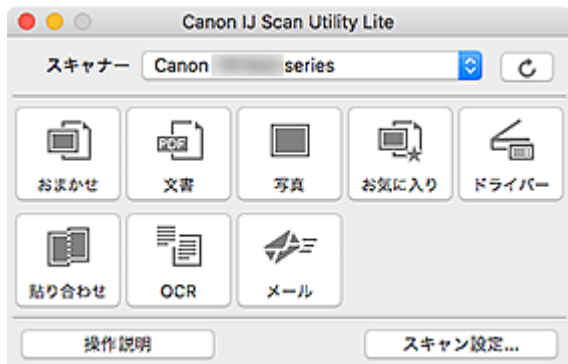 Canon IJ Scan Utility Lite
スキャナー Canon series
おまかせ 文書 写真 お気に入り ドライバー
貼り合わせ OCR メール
操作説明 スキャン設定...